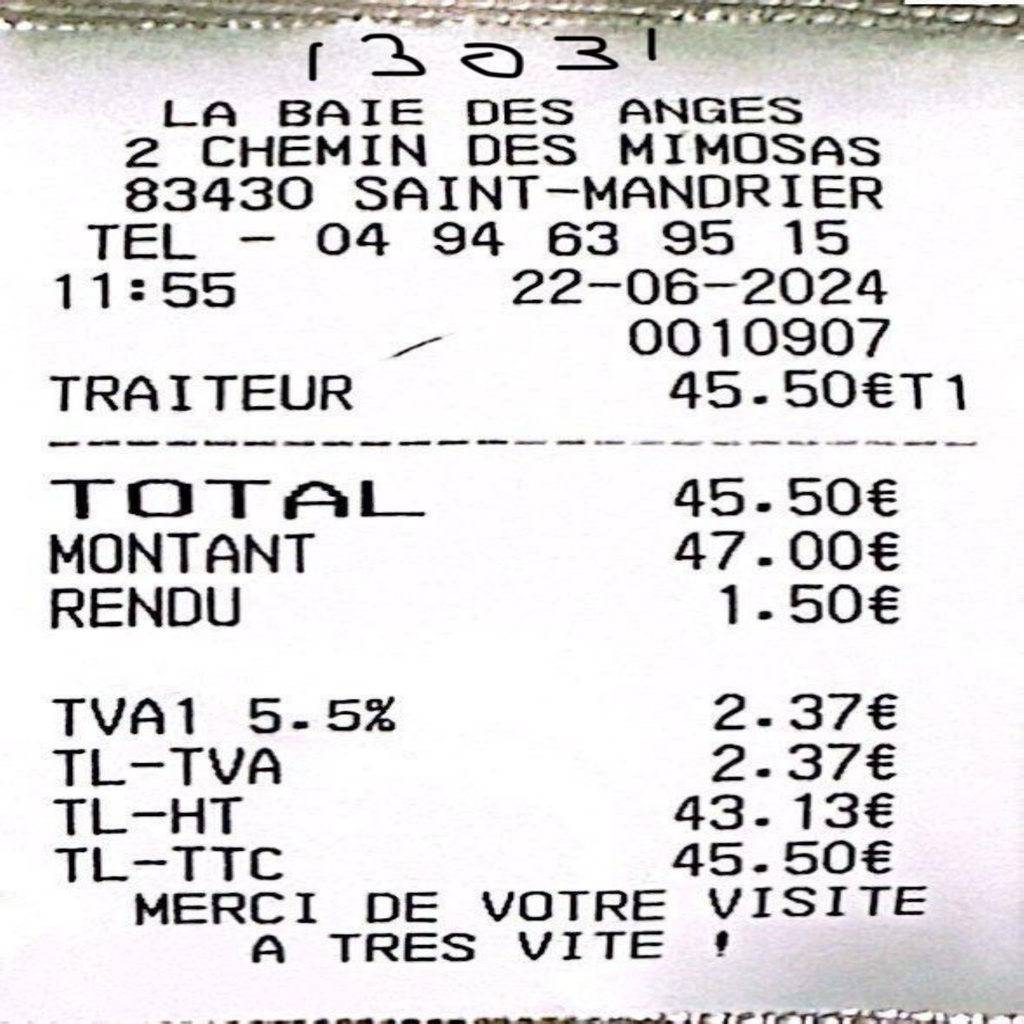 LA BAIE DES ANGES
2 CHEMIN DES MIMOSAS
83430 SAINT-MANDRIER
TEL - 04 94 63 95 15
11:55 22-06-2024
0010907
TRAITEUR 45.50€T1
TOTAL 45.50€
MONTANT 47.00€
RENDU 1.50€
TVA1 5.5% 2.37€
TL-TVA 2.37€
TL-HT 43.13€
TL-TTC 45.50€
MERCI DE VOTRE VISITE
A TRES VITE !